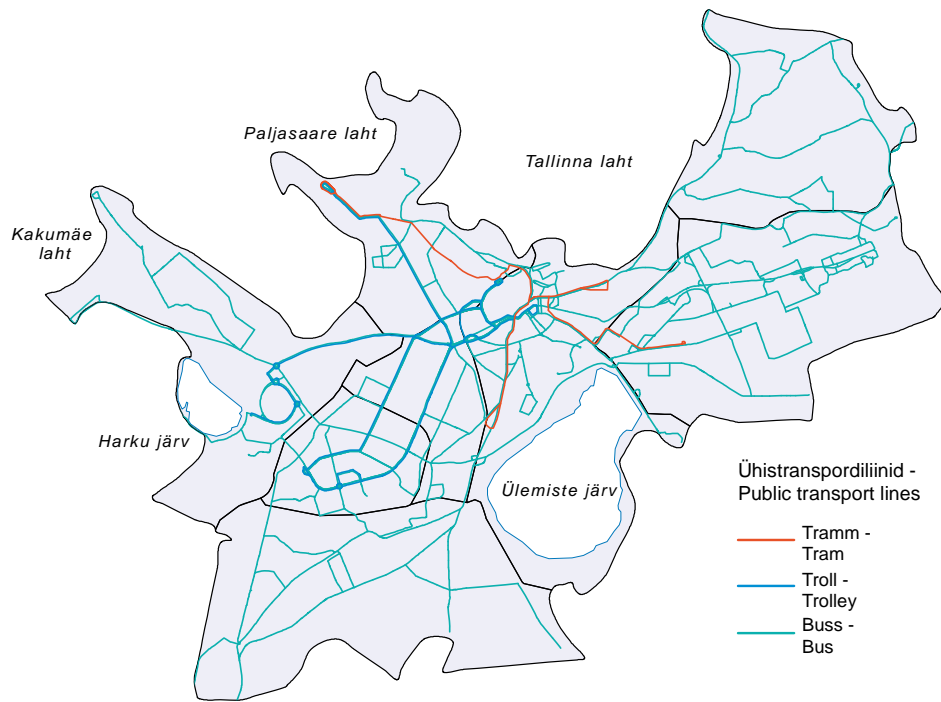 Paljasaare laht
Tallinna laht
Kakumäe
laht
Harku järv
Ülemiste järv
Ühistranspordiliinid -
Public transport lines
Tramm -
Tram
Troll -
Trolley
Buss -
Bus